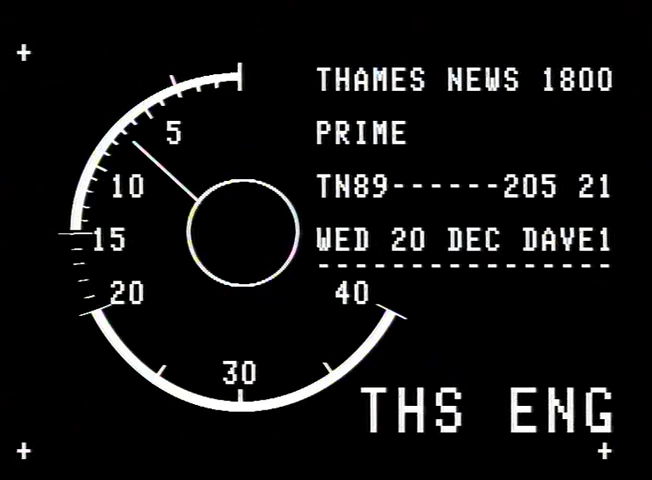 THAMES NEWS 1800
5
PRIME
10
TN89------205 21
15
WED 20 DEC DAVE1
----------------
20
40
30
THS ENG